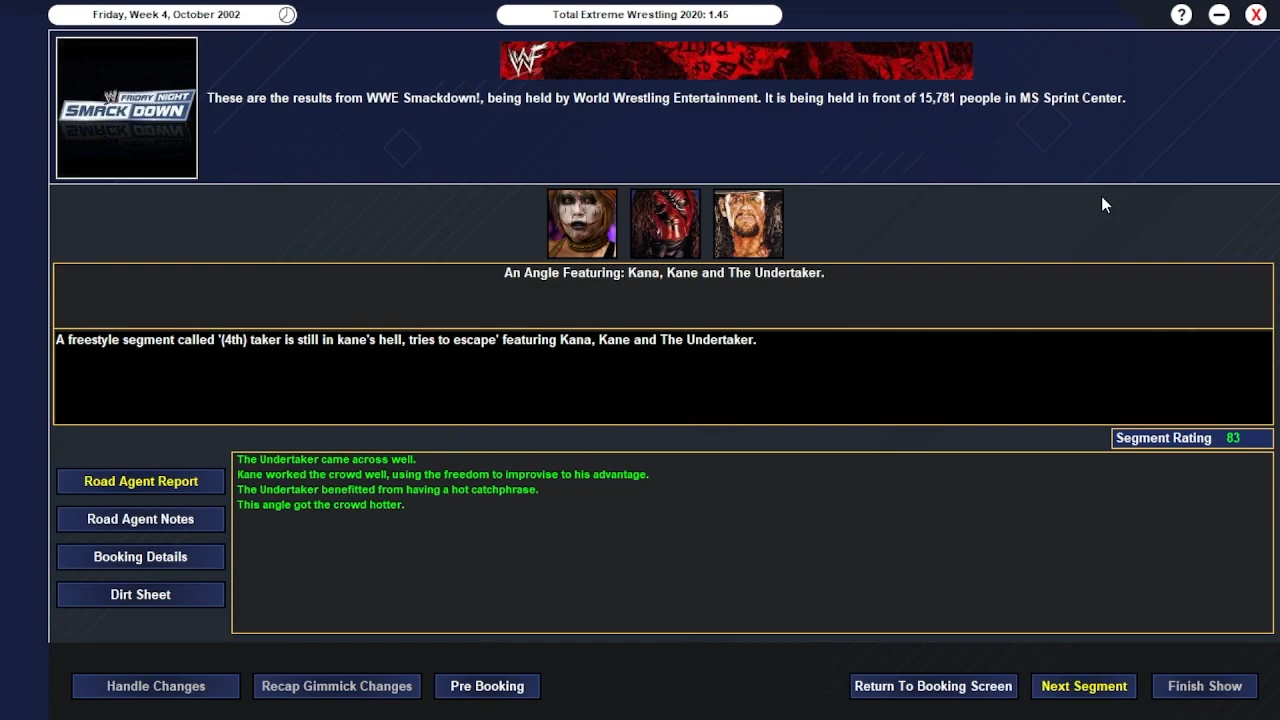 Friday, Week 4, October 2002
Total Extreme Wrestling 2020: 1.45
?
X
FRIDAY NIGHT
SMACK DOWN
These are the results from WWE Smackdown!, being held by World Wrestling Entertainment. It is being held in front of 15,781 people in MS Sprint Center.
An Angle Featuring: Kana, Kane and The Undertaker.
A freestyle segment called '(4th) taker is still in kane's hell, tries to escape' featuring Kana, Kane and The Undertaker.
Segment Rating 83
Road Agent Report
Road Agent Notes
Booking Details
Dirt Sheet
The Undertaker came across well.
Kane worked the crowd well, using the freedom to improvise to his advantage.
The Undertaker benefitted from having a hot catchphrase.
This angle got the crowd hotter.
Handle Changes
Recap Gimmick Changes
Pre Booking
Return To Booking Screen
Next Segment
Finish Show